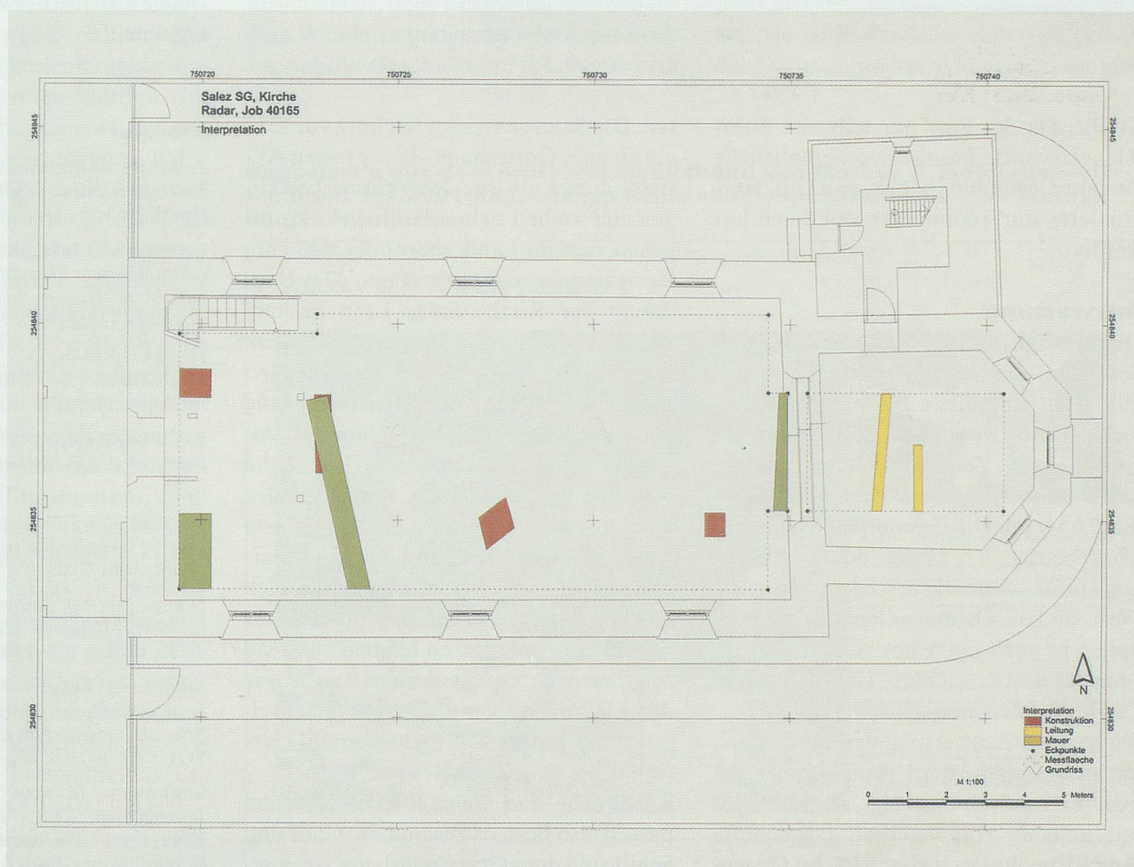 750720 750725 750730 750735 750740
Salez SG, Kirche
Radar, Job 40165
Interpretation
254845
254845
254840
254840
254835
254835
254830
254830
N
Interpretation
Konstruktion
Leitung
Mauer
Eckpunkte
Messflaeche
Grundriss
M 1:100
0 1 2 3 4 5 Meters